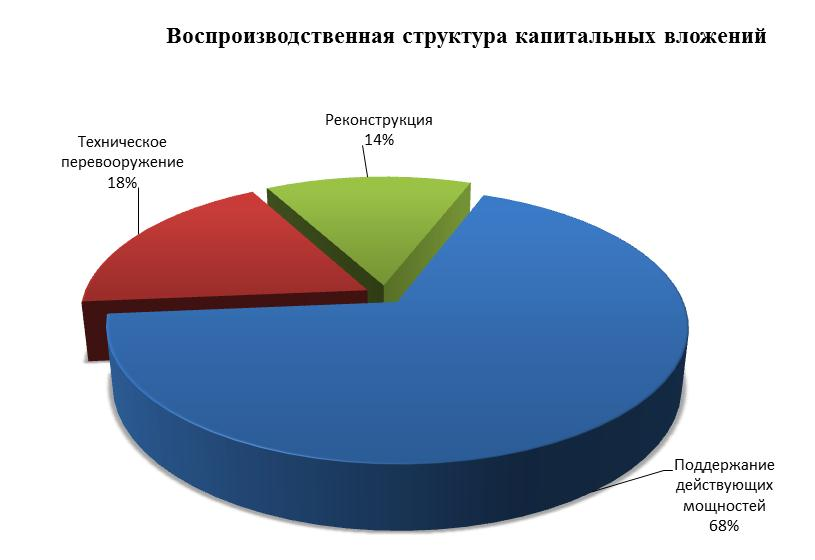 Воспроизводственная структура капитальных вложений
Реконструкция
14%
Техническое
перевооружение
18%
Поддержание
действующих
мощностей
68%